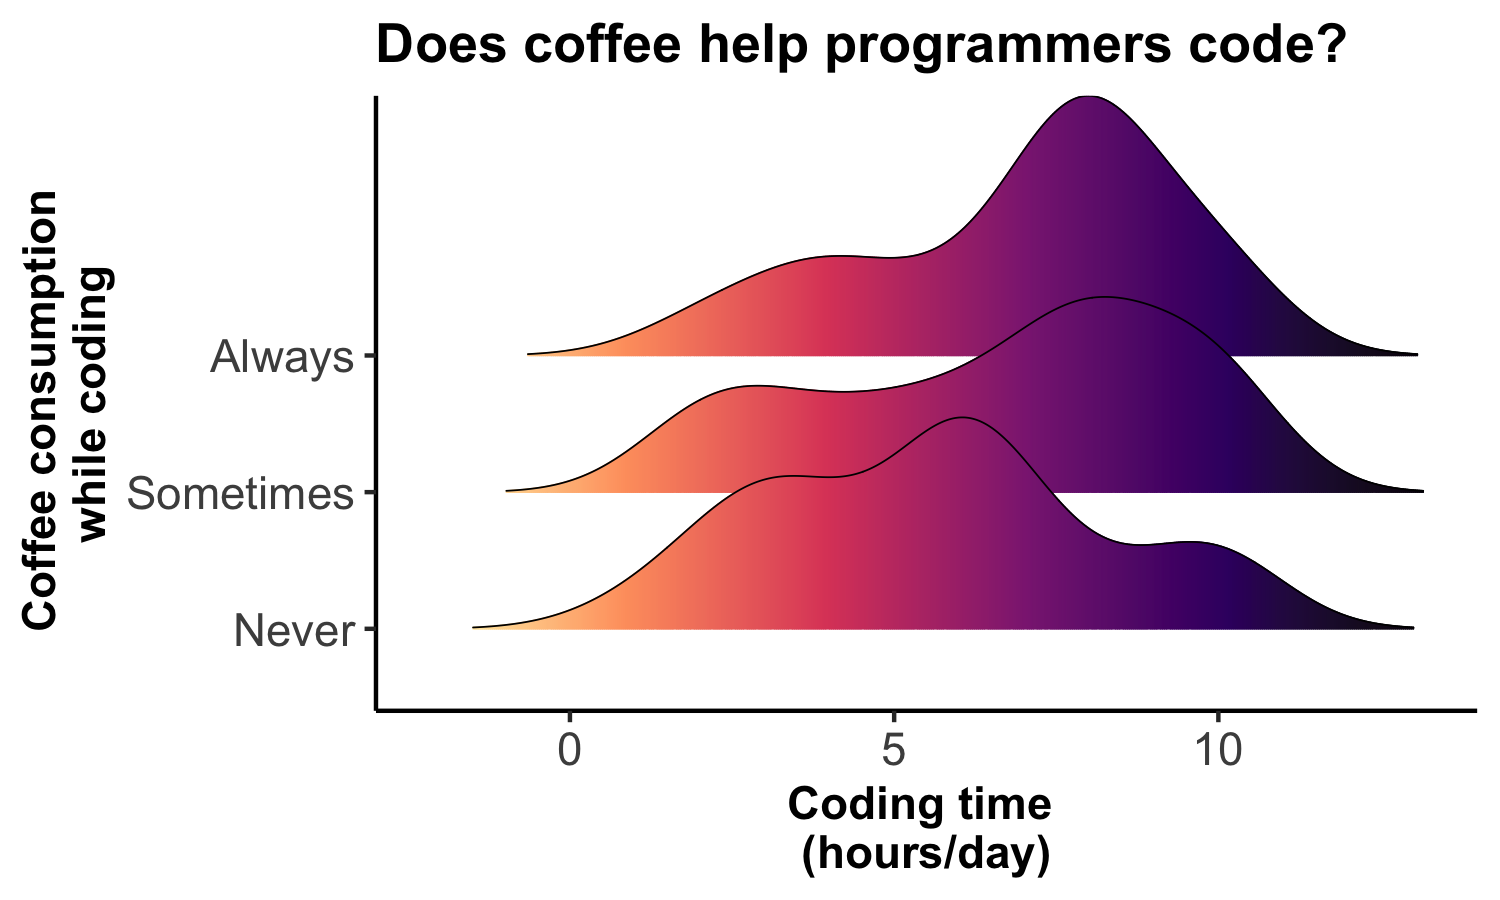 Does coffee help programmers code?
Coffee consumption
while coding
Always
Sometimes
Never
0
5
10
Coding time
(hours/day)